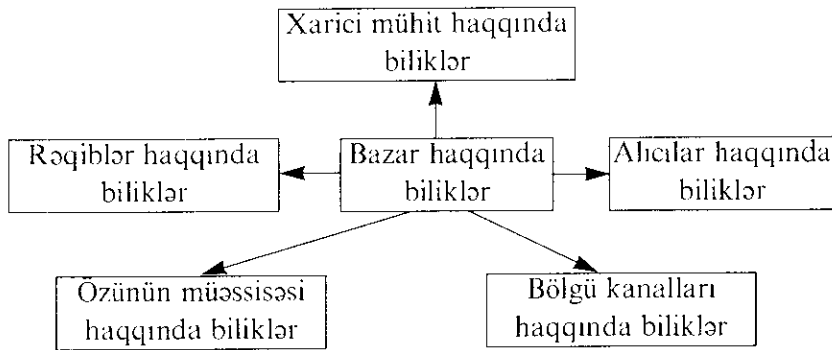 Xarici mühit haqqında
biliklər
Rəqiblər haqqında
biliklər
Bazar haqqında
biliklər
Alıcılar haqqında
biliklər
Özünün müəssisəsi
haqqında biliklər
Bölgü kanalları
haqqında biliklər